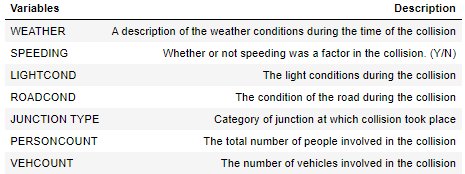 Variables Description
WEATHER A description of the weather conditions during the time of the collision
SPEEDING Whether or not speeding was a factor in the collision. (Y/N)
LIGHTCOND The light conditions during the collision
ROADCOND The condition of the road during the collision
JUNCTION TYPE Category of junction at which collision took place
PERSONCOUNT The total number of people involved in the collision
VEHCOUNT The number of vehicles involved in the collision